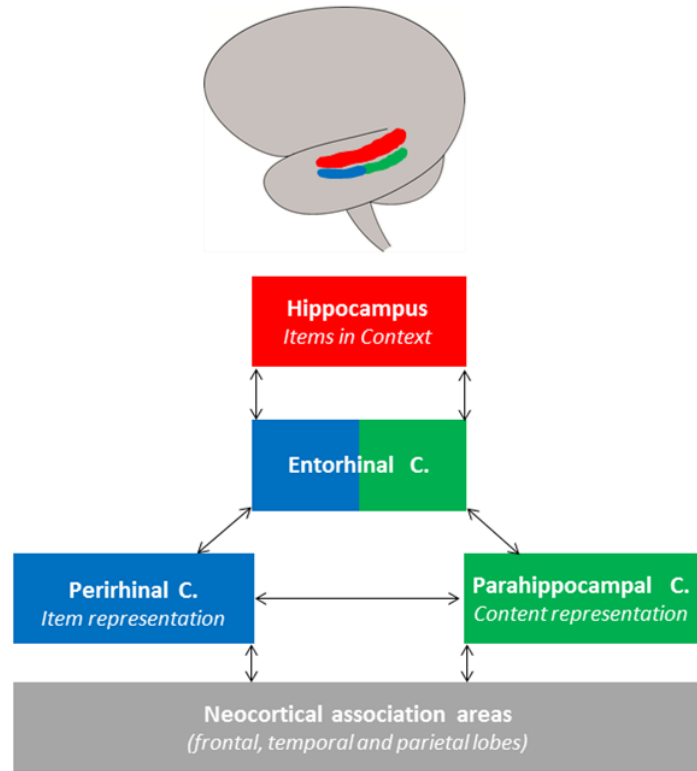 Hippocampus
Items in Context
Entorhinal C.
Perirhinal C.
Item representation
Parahippocampal C.
Content representation
Neocortical association areas
(frontal, temporal and parietal lobes)